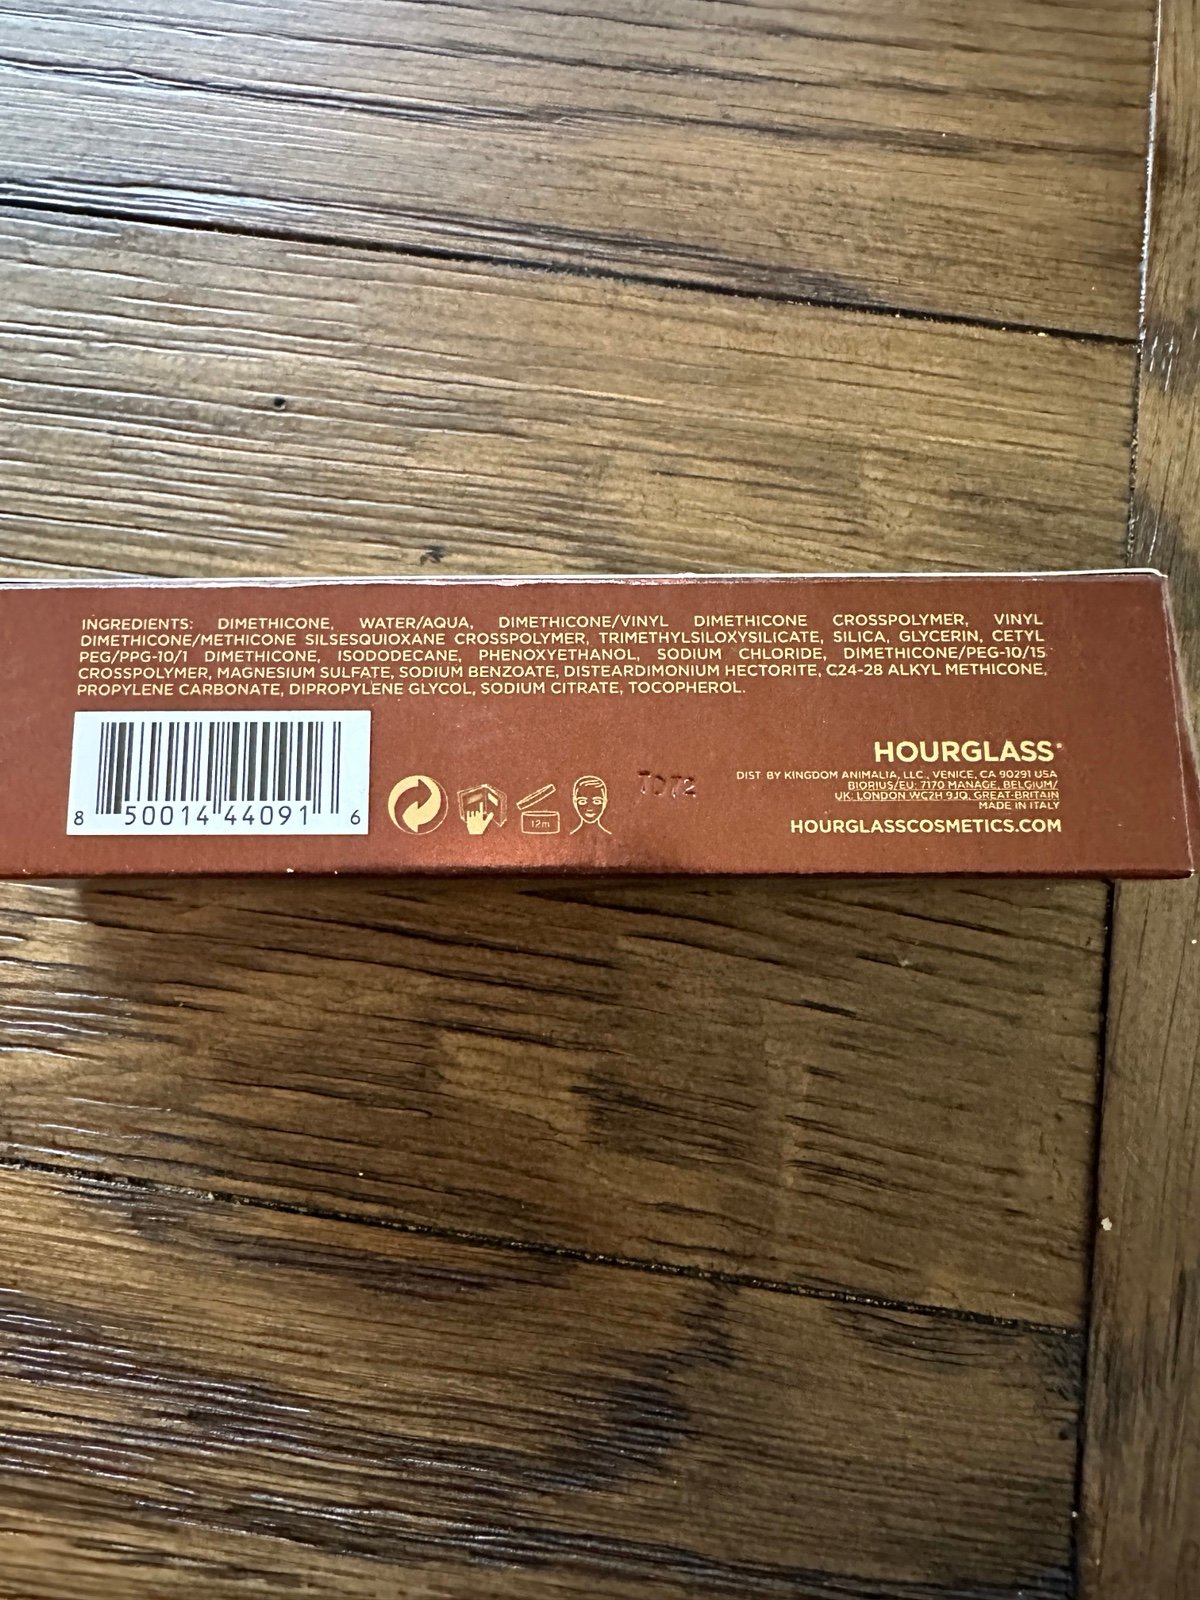 INGREDIENTS: DIMETHICONE, WATER/AQUA, DIMETHICONE/VINYL DIMETHICONE CROSSPOLYMER, VINYL
DIMETHICONE/METHICONE SILSESQUIOXANE CROSSPOLYMER, TRIMETHYLSILOXYSILICATE, SILICA, GLYCERIN, CETYL
PEG/PPG-10/1 DIMETHICONE, ISODODECANE, PHENOXYETHANOL, SODIUM CHLORIDE, DIMETHICONE/PEG-10/15
CROSSPOLYMER, MAGNESIUM SULFATE, SODIUM BENZOATE, DISTEARDIMONIUM HECTORITE, C24-28 ALKYL METHICONE,
PROPYLENE CARBONATE, DIPROPYLENE GLYCOL, SODIUM CITRATE, TOCOPHEROL.
8 50014 44091 6
12m
HOURGLASS®
DIST. BY KINGDOM ANIMALIA, LLC., VENICE, CA 90291 USA
BIORIUS/EU: 7170 MANAGE, BELGIUM/
UK: LONDON WC2H 9JQ, GREAT-BRITAIN
MADE IN ITALY
HOURGLASSCOSMETICS.COM